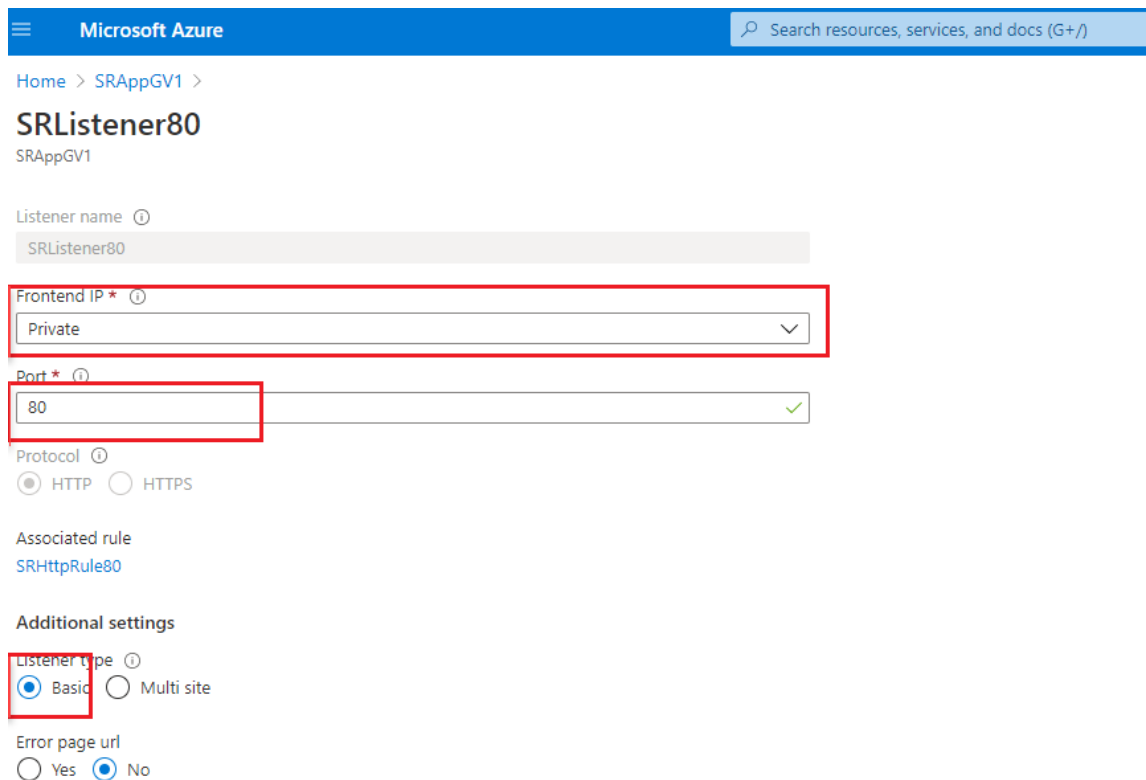 Microsoft Azure
Search resources, services, and docs (G+/)
Home > SRAppGV1 >
SRListener80
SRAppGV1
Listener name
SRListener80
Frontend IP *
Private
Port *
80
Protocol
HTTP HTTPS
Associated rule
SRHttpRule80
Additional settings
Listener type
Basic Multi site
Error page url
Yes No